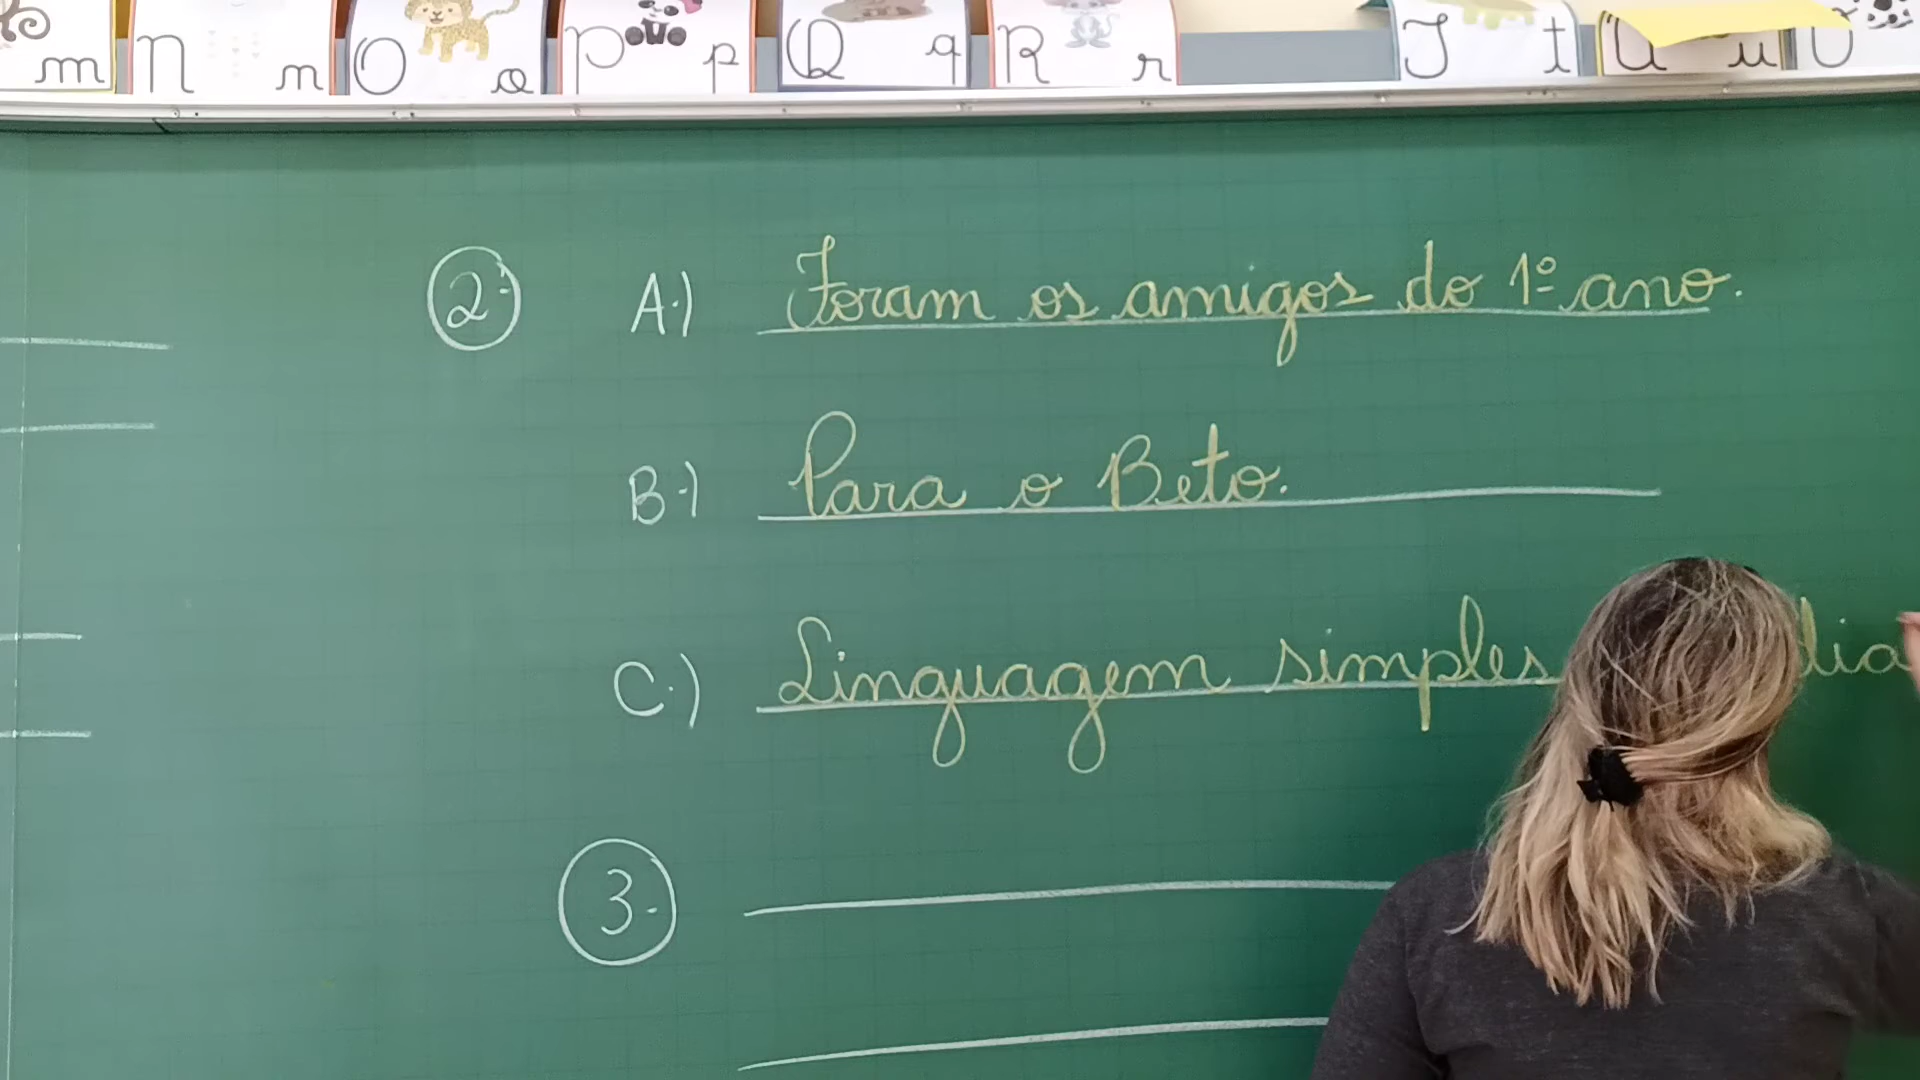 m N n O o P p Q q R r T t U u V
2.
A.) Foram os amigos do 1º ano.
B.) Para o Beto.
C.) Linguagem simples
3.